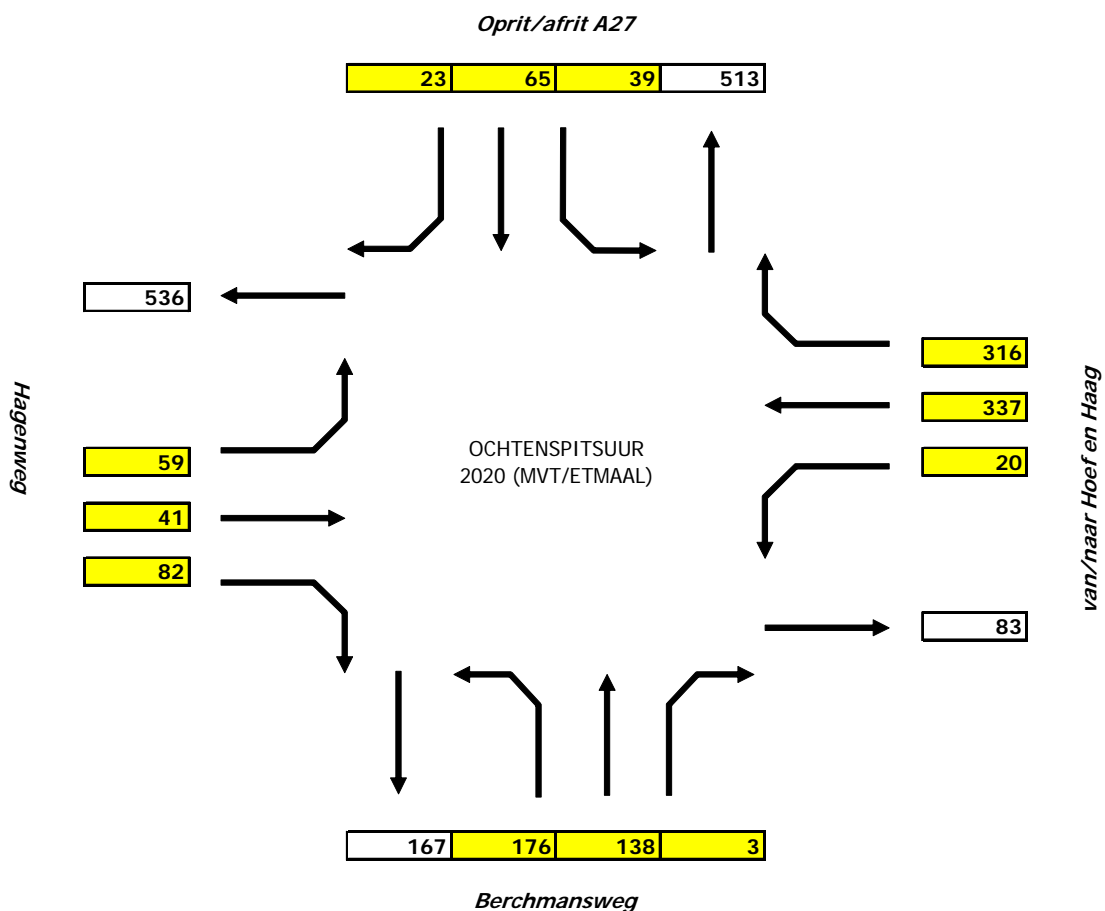 Oprit/afrit A27
23 65 39 513
536
316
Hagenweg
337
van/naar Hoef en Haag
OCHTENSPITSUUR
2020 (MVT/ETMAAL)
59
20
41
82
83
167 176 138 3
Berchmansweg